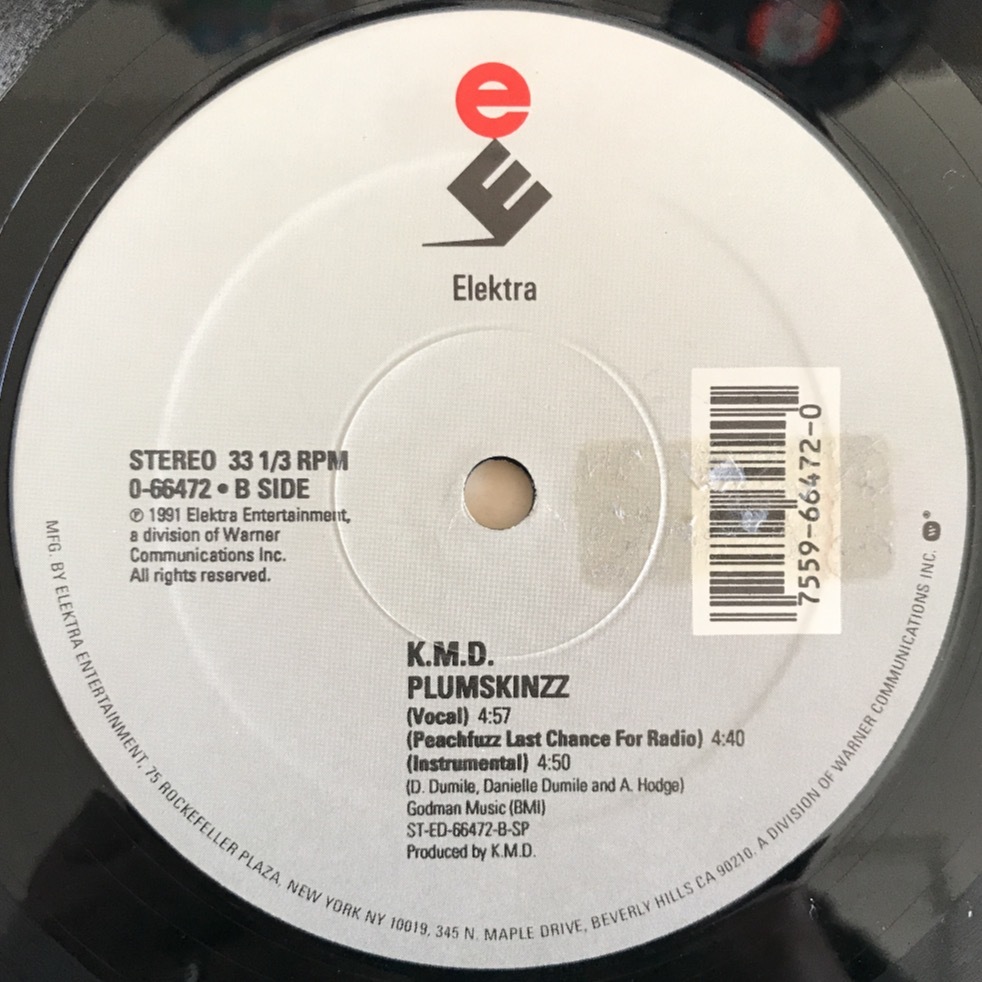 e
E
Elektra
STEREO 33 1/3 RPM
0-66472 • B SIDE
℗ 1991 Elektra Entertainment,
a division of Warner
Communications Inc.
All rights reserved.
7559-66472-0
K.M.D.
PLUMSKINZZ
(Vocal) 4:57
(Peachfuzz Last Chance For Radio) 4:40
(Instrumental) 4:50
(D. Dumile, Danielle Dumile and A. Hodge)
Godman Music (BMI)
ST-ED-66472-B-SP
Produced by K.M.D.
MFG. BY ELEKTRA ENTERTAINMENT, 75 ROCKEFELLER PLAZA, NEW YORK NY 10019, 345 N. MAPLE DRIVE, BEVERLY HILLS CA 90210, A DIVISION OF WARNER COMMUNICATIONS INC. W®